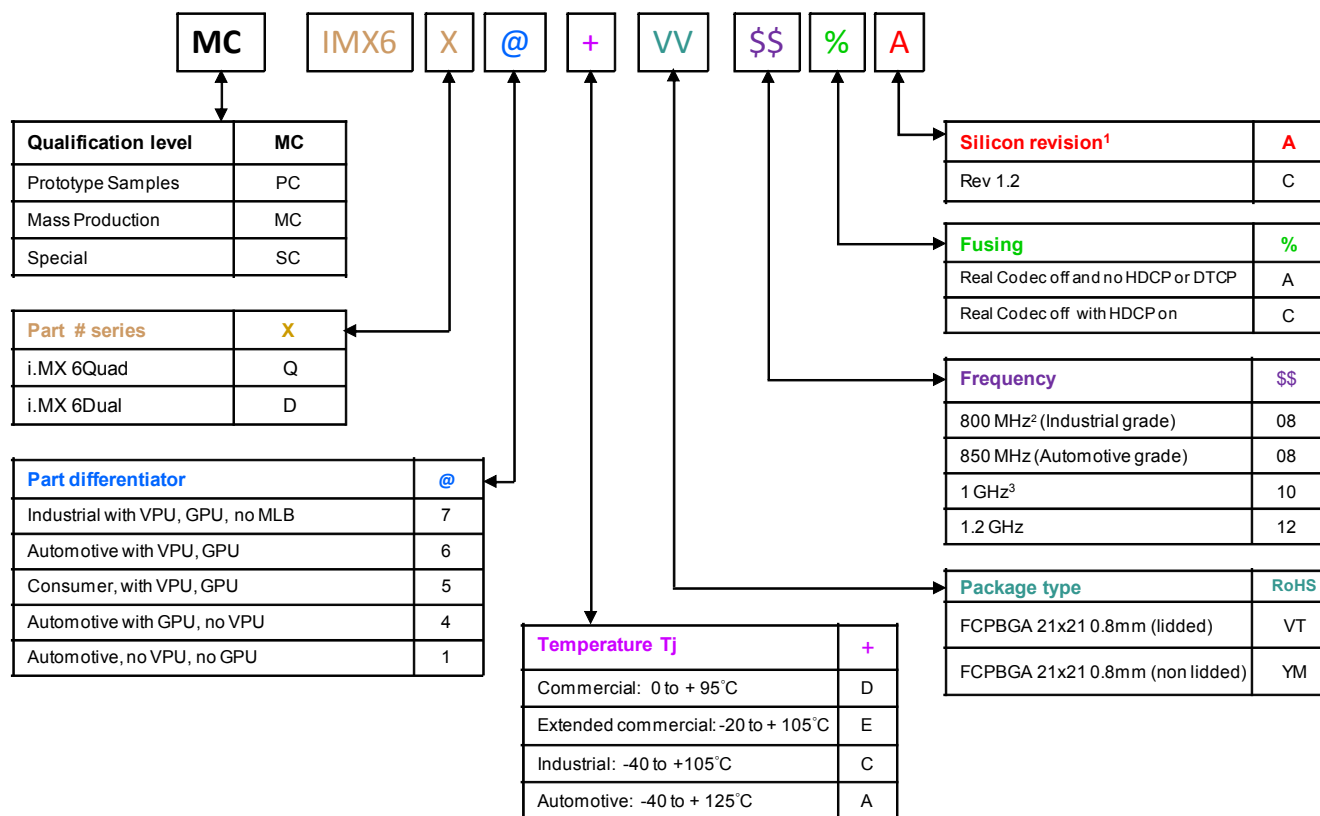 MC IMX6 X @ + VV $$ % A
Qualification level MC
Prototype Samples PC
Mass Production MC
Special SC
Part # series X
i.MX 6Quad Q
i.MX 6Dual D
Part differentiator @
Industrial with VPU, GPU, no MLB 7
Automotive with VPU, GPU 6
Consumer, with VPU, GPU 5
Automotive with GPU, no VPU 4
Automotive, no VPU, no GPU 1
Temperature Tj +
Commercial: 0 to + 95°C D
Extended commercial: -20 to + 105°C E
Industrial: -40 to +105°C C
Automotive: -40 to + 125°C A
Silicon revision¹ A
Rev 1.2 C
Fusing %
Real Codec off and no HDCP or DTCP A
Real Codec off with HDCP on C
Frequency $$
800 MHz² (Industrial grade) 08
850 MHz (Automotive grade) 08
1 GHz³ 10
1.2 GHz 12
Package type RoHS
FCPBGA 21x21 0.8mm (lidded) VT
FCPBGA 21x21 0.8mm (non lidded) YM